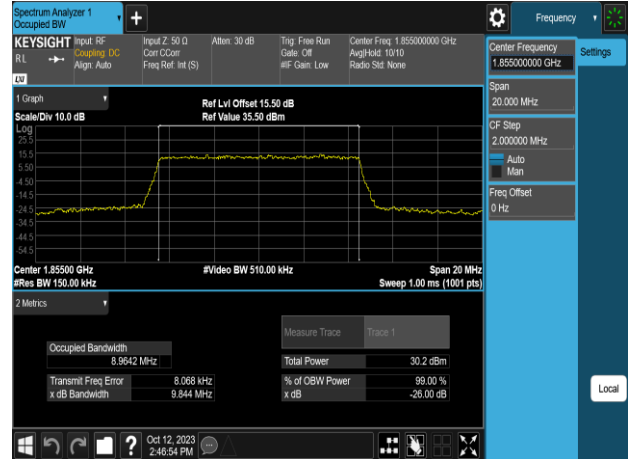 Spectrum Analyzer 1
Occupied BW
Frequency
KEYSIGHT
RL
Input: RF
Coupling: DC
Align: Auto
Input Z: 50 Ω
Corr CCorr
Freq Ref: Int (S)
Atten: 30 dB
Trig: Free Run
Gate: Off
#IF Gain: Low
Center Freq: 1.855000000 GHz
Avg|Hold: 10/10
Radio Std: None
LXI
Center Frequency
1.855000000 GHz
Settings
Span
20.000 MHz
CF Step
2.000000 MHz
Auto
Man
Freq Offset
0 Hz
1 Graph
Ref Lvl Offset 15.50 dB
Scale/Div 10.0 dB
Ref Value 35.50 dBm
Log
25.5
15.5
5.50
-4.50
-14.5
-24.5
-34.5
-44.5
-54.5
Center 1.85500 GHz
#Video BW 510.00 kHz
Span 20 MHz
#Res BW 150.00 kHz
Sweep 1.00 ms (1001 pts)
2 Metrics
Measure Trace
Trace 1
Occupied Bandwidth
8.9642 MHz
Total Power
30.2 dBm
Transmit Freq Error
8.068 kHz
% of OBW Power
99.00 %
x dB Bandwidth
9.844 MHz
x dB
-26.00 dB
Local
?
Oct 12, 2023
2:46:54 PM